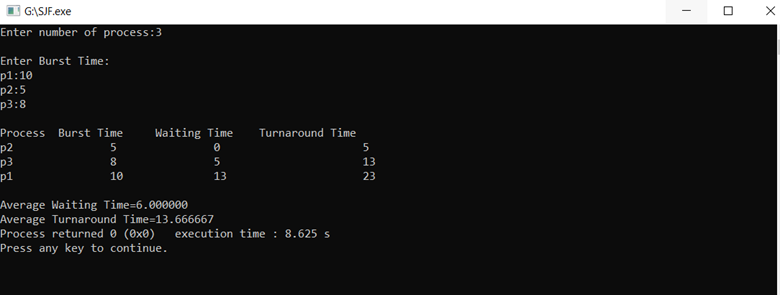 G:\SJF.exe
Enter number of process:3
Enter Burst Time:
p1:10
p2:5
p3:8
Process Burst Time Waiting Time Turnaround Time
p2 5 0 5
p3 8 5 13
p1 10 13 23
Average Waiting Time=6.000000
Average Turnaround Time=13.666667
Process returned 0 (0x0) execution time : 8.625 s
Press any key to continue.